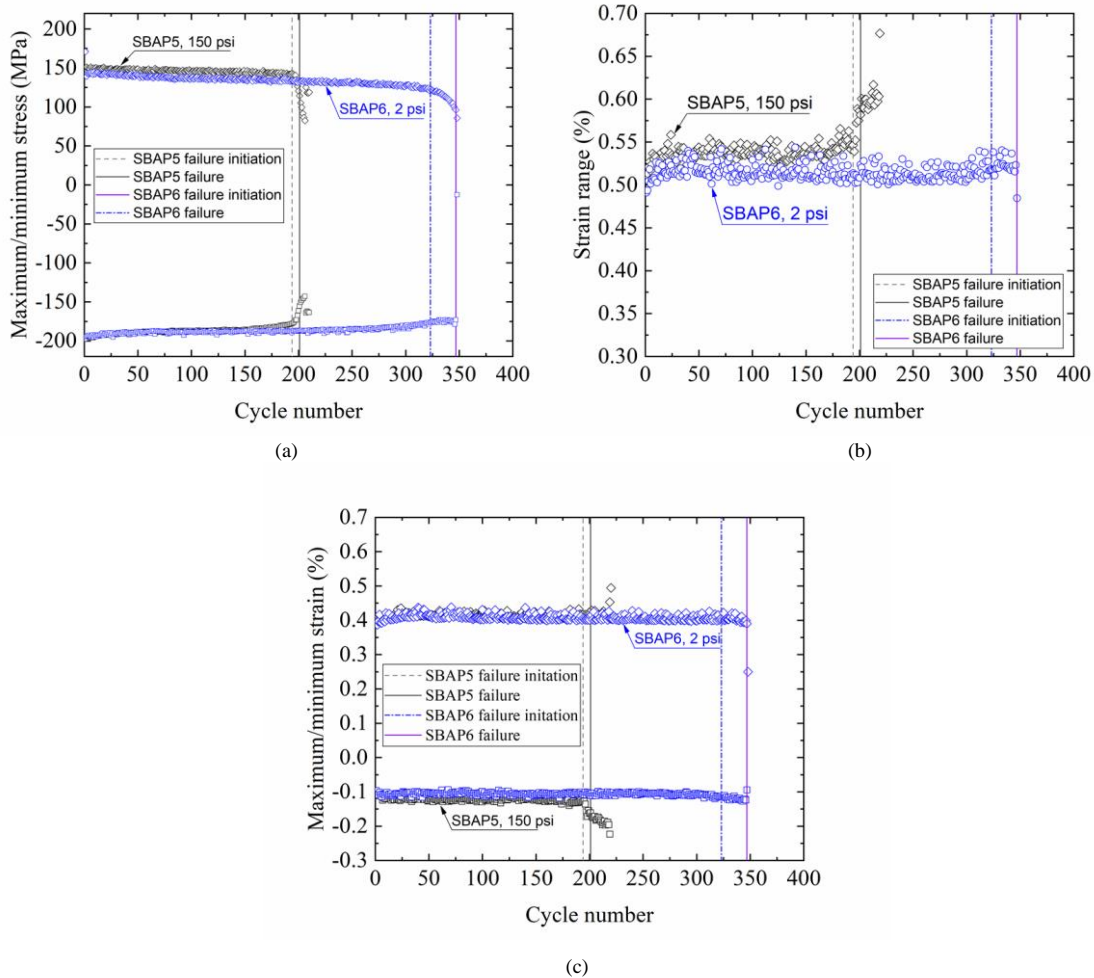 200
150
100
50
0
-50
-100
-150
-200
0 50 100 150 200 250 300 350 400
Maximum/minimum stress (MPa)
Cycle number
SBAP5, 150 psi
SBAP6, 2 psi
SBAP5 failure initiation
SBAP5 failure
SBAP6 failure initiation
SBAP6 failure
(a)
0.70
0.65
0.60
0.55
0.50
0.45
0.40
0.35
0.30
0 50 100 150 200 250 300 350 400
Strain range (%)
Cycle number
SBAP5, 150 psi
SBAP6, 2 psi
SBAP5 failure initiation
SBAP5 failure
SBAP6 failure initiation
SBAP6 failure
(b)
0.7
0.6
0.5
0.4
0.3
0.2
0.0
-0.1
-0.2
-0.3
0 50 100 150 200 250 300 350 400
Maximum/minimum strain (%)
Cycle number
SBAP6, 2 psi
SBAP5 failure initation
SBAP5 failure
SBAP6 failure initation
SBAP6 failure
SBAP5, 150 psi
(c)